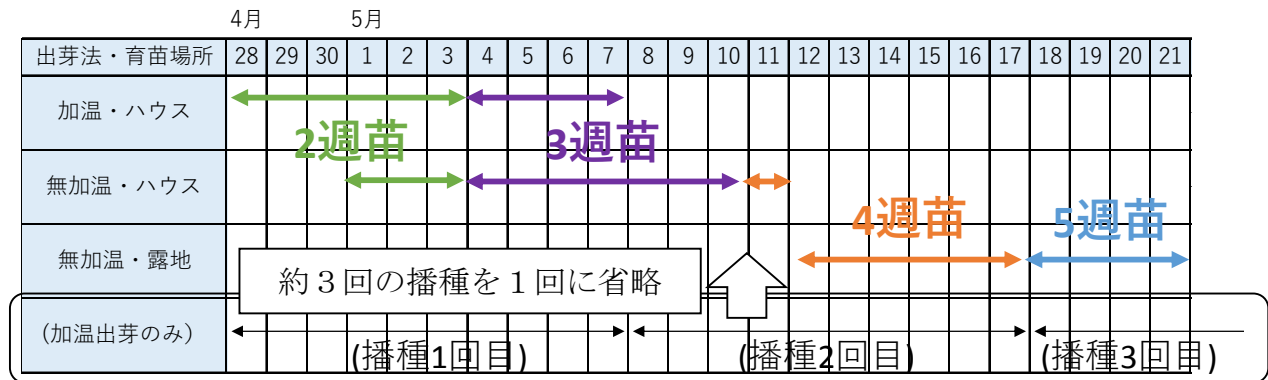 4月 5月
出芽法・育苗場所 28 29 30 1 2 3 4 5 6 7 8 9 10 11 12 13 14 15 16 17 18 19 20 21
加温・ハウス
2週苗 3週苗
無加温・ハウス
4週苗 5週苗
無加温・露地
約３回の播種を１回に省略
(加温出芽のみ)
(播種1回目) (播種2回目) (播種3回目)